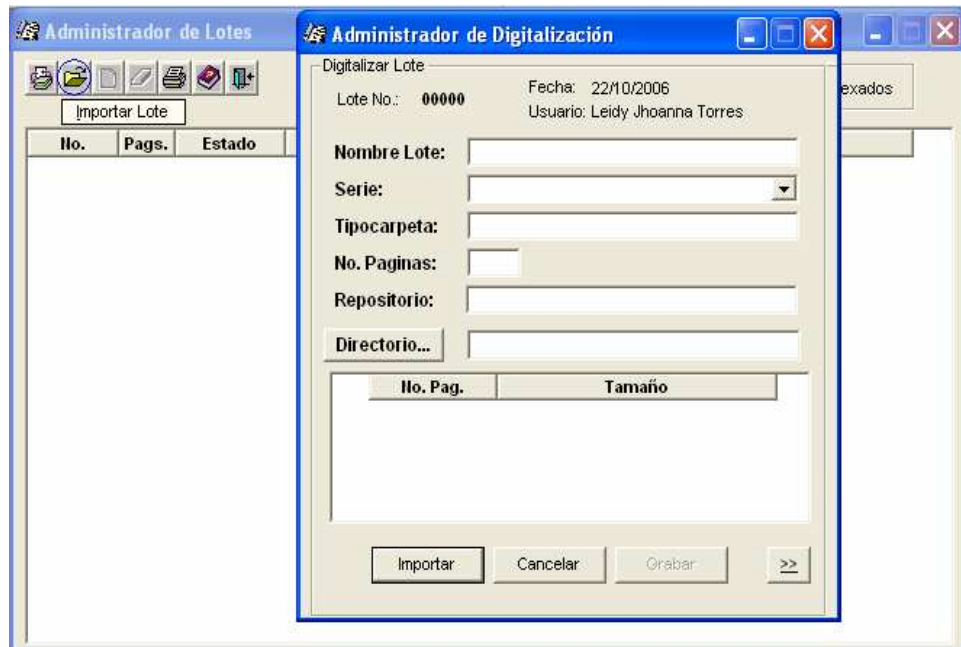 Administrador de Lotes
Importar Lote
exados
No. Pags. Estado
Administrador de Digitalización
Digitalizar Lote
Lote No.: 00000
Fecha: 22/10/2006
Usuario: Leidy Jhoanna Torres
Nombre Lote:
Serie:
Tipocarpeta:
No. Paginas:
Repositorio:
Directorio...
No. Pag. Tamaño
Importar Cancelar Grabar >>